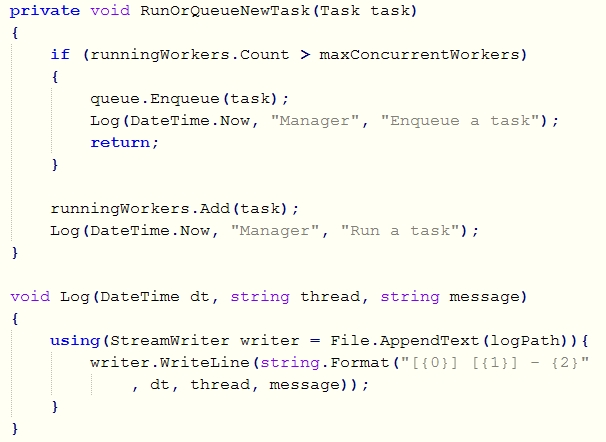 private void RunOrQueueNewTask(Task task)
{
    if (runningWorkers.Count > maxConcurrentWorkers)
    {
        queue.Enqueue(task);
        Log(DateTime.Now, "Manager", "Enqueue a task");
        return;
    }

    runningWorkers.Add(task);
    Log(DateTime.Now, "Manager", "Run a task");
}

void Log(DateTime dt, string thread, string message)
{
    using(StreamWriter writer = File.AppendText(logPath)){
        writer.WriteLine(string.Format("[{0}] [{1}] - {2}"
            , dt, thread, message));
    }
}